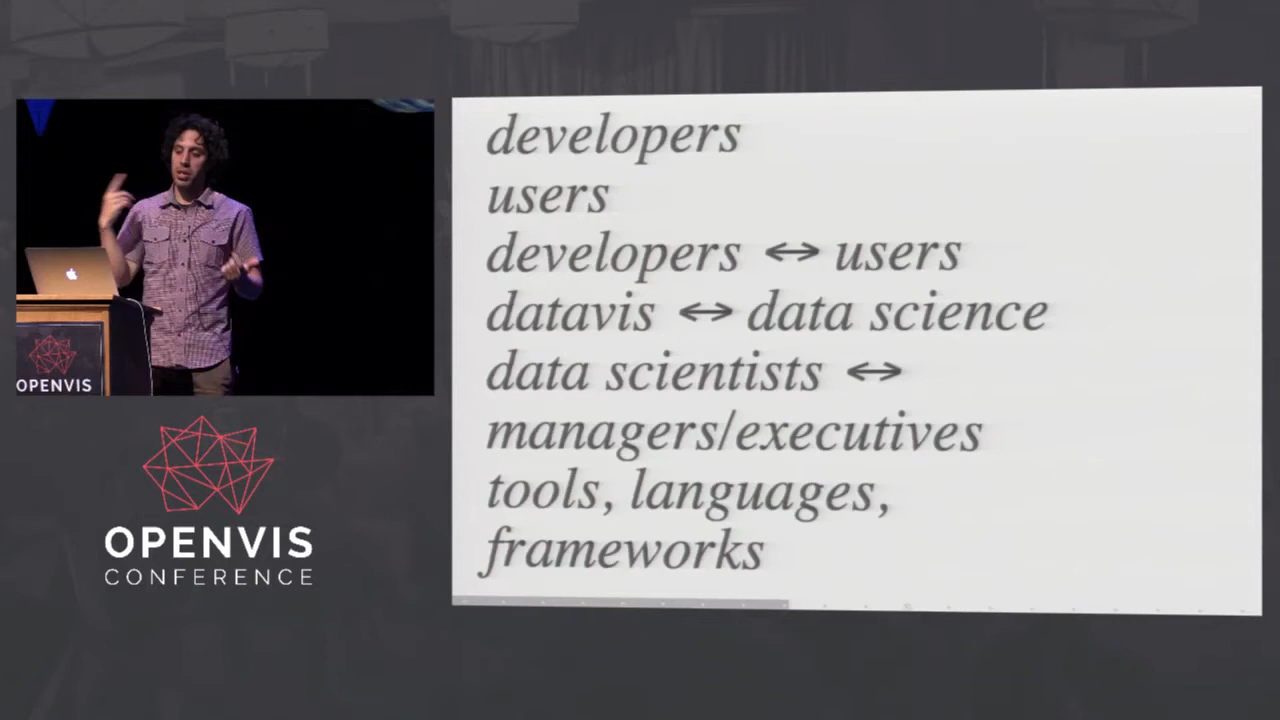 developers
users
developers ↔ users
datavis ↔ data science
data scientists ↔
managers/executives
tools, languages,
frameworks
OPENVIS
OPENVIS
CONFERENCE